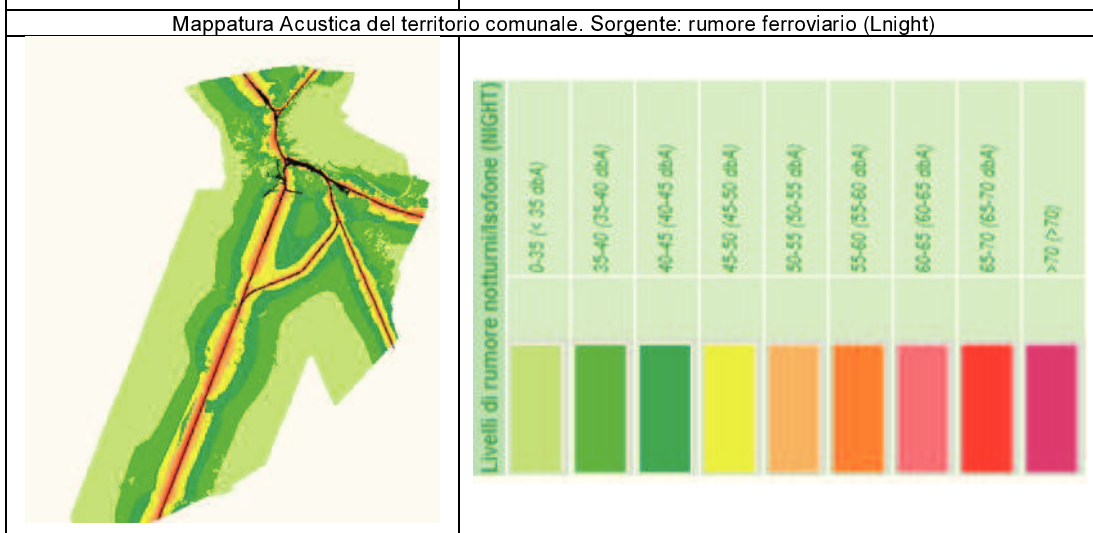 Mappatura Acustica del territorio comunale. Sorgente: rumore ferroviario (Lnight)
Livelli di rumore notturni/isofone (NIGHT)
0-35 (< 35 dbA)
35-40 (35-40 dbA)
40-45 (40-45 dbA)
45-50 (45-50 dbA)
50-55 (50-55 dbA)
55-60 (55-60 dbA)
60-65 (60-65 dbA)
65-70 (65-70 dbA)
>70 (>70)